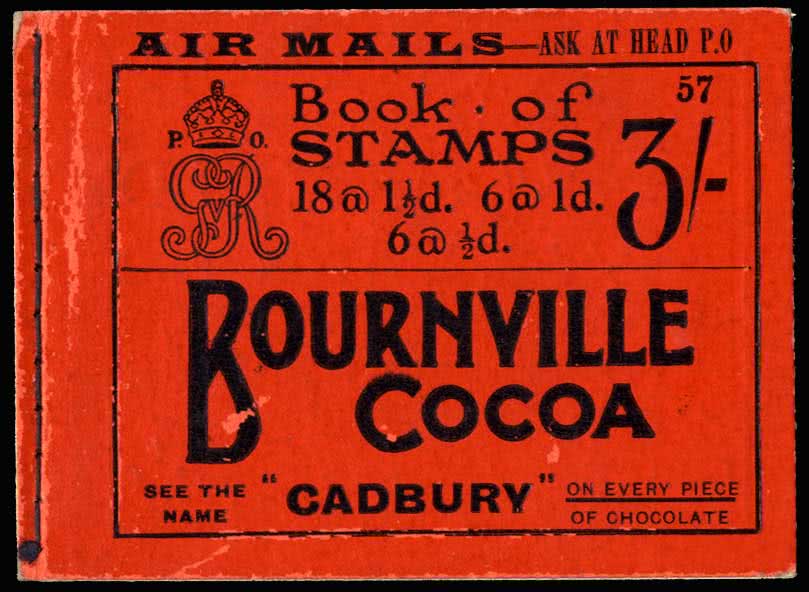 AIR MAILS—ASK AT HEAD P.O
57
P. O.
GVR
Book · of
STAMPS
3/-
18 @ 1½d. 6 @ 1d.
6 @ ½d.
BOURNVILLE
COCOA
SEE THE NAME
"CADBURY"
ON EVERY PIECE
OF CHOCOLATE